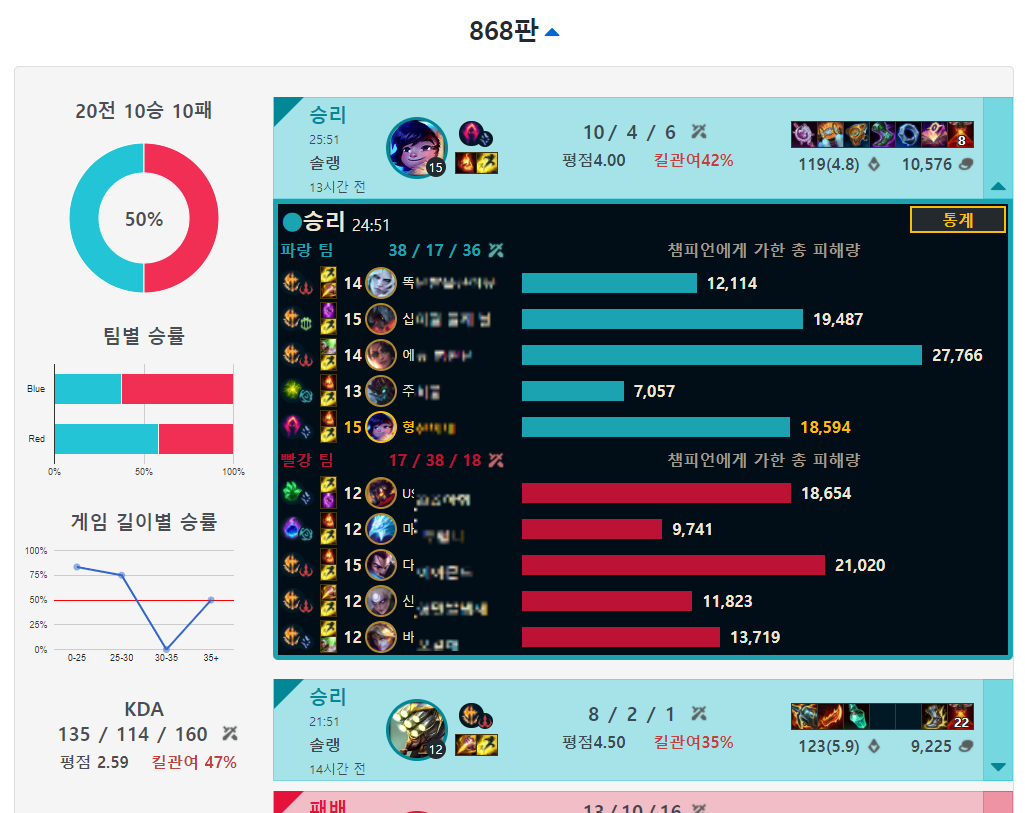 868판
20전 10승 10패
50%
팀별 승률
Blue
Red
0% 50% 100%
게임 길이별 승률
100%
75%
50%
25%
0%
0-25 25-30 30-35 35+
KDA
135 / 114 / 160
평점 2.59 킬관여 47%
승리
25:51
솔랭
13시간 전
15
10 / 4 / 6
평점4.00 킬관여42%
8
119(4.8) 10,576
승리 24:51
통계
파랑 팀 38 / 17 / 36 챔피언에게 가한 총 피해량
14 12,114
15 십 19,487
14 에 27,766
13 주 7,057
15 형 18,594
빨강 팀 17 / 38 / 18 챔피언에게 가한 총 피해량
12 US 18,654
12 마 9,741
15 다 21,020
12 신 11,823
12 바 13,719
승리
21:51
솔랭
14시간 전
12
8 / 2 / 1
평점4.50 킬관여35%
22
123(5.9) 9,225
패배
13 / 10 / 16